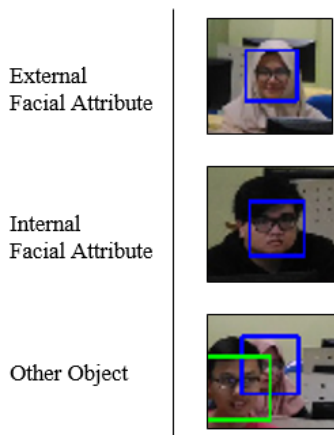 External
Facial Attribute
Internal
Facial Attribute
Other Object